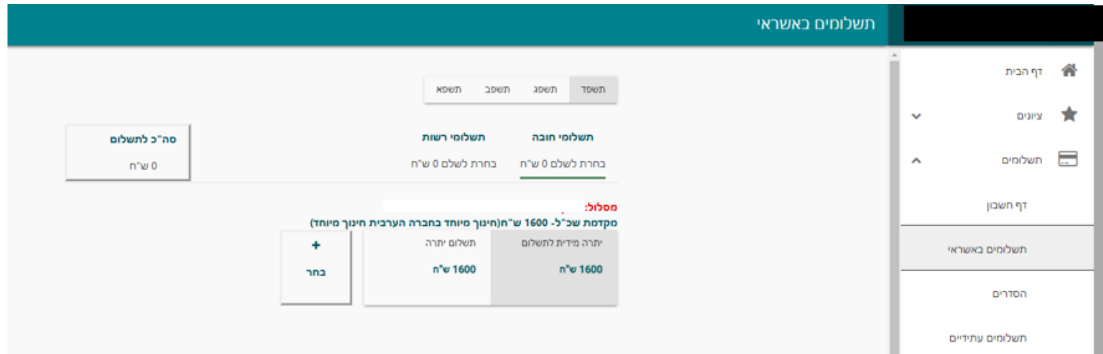 תשלומים באשראי
דף הבית
ציונים
תשלומים
דף חשבון
תשלומים באשראי
הסדרים
תשלומים עתידיים
תשפד תשפג תשפב תשפא
תשלומי חובה תשלומי רשות
בחרת לשלם 0 ש"ח בחרת לשלם 0 ש"ח
סה"כ לתשלום
0 ש"ח
מסלול:
מקדמת שכ"ל- 1600 ש"ח(חינוך מיוחד בחברה הערבית חינוך מיוחד)
יתרה מידית לתשלום תשלום יתרה +
1600 ש"ח 1600 ש"ח בחר